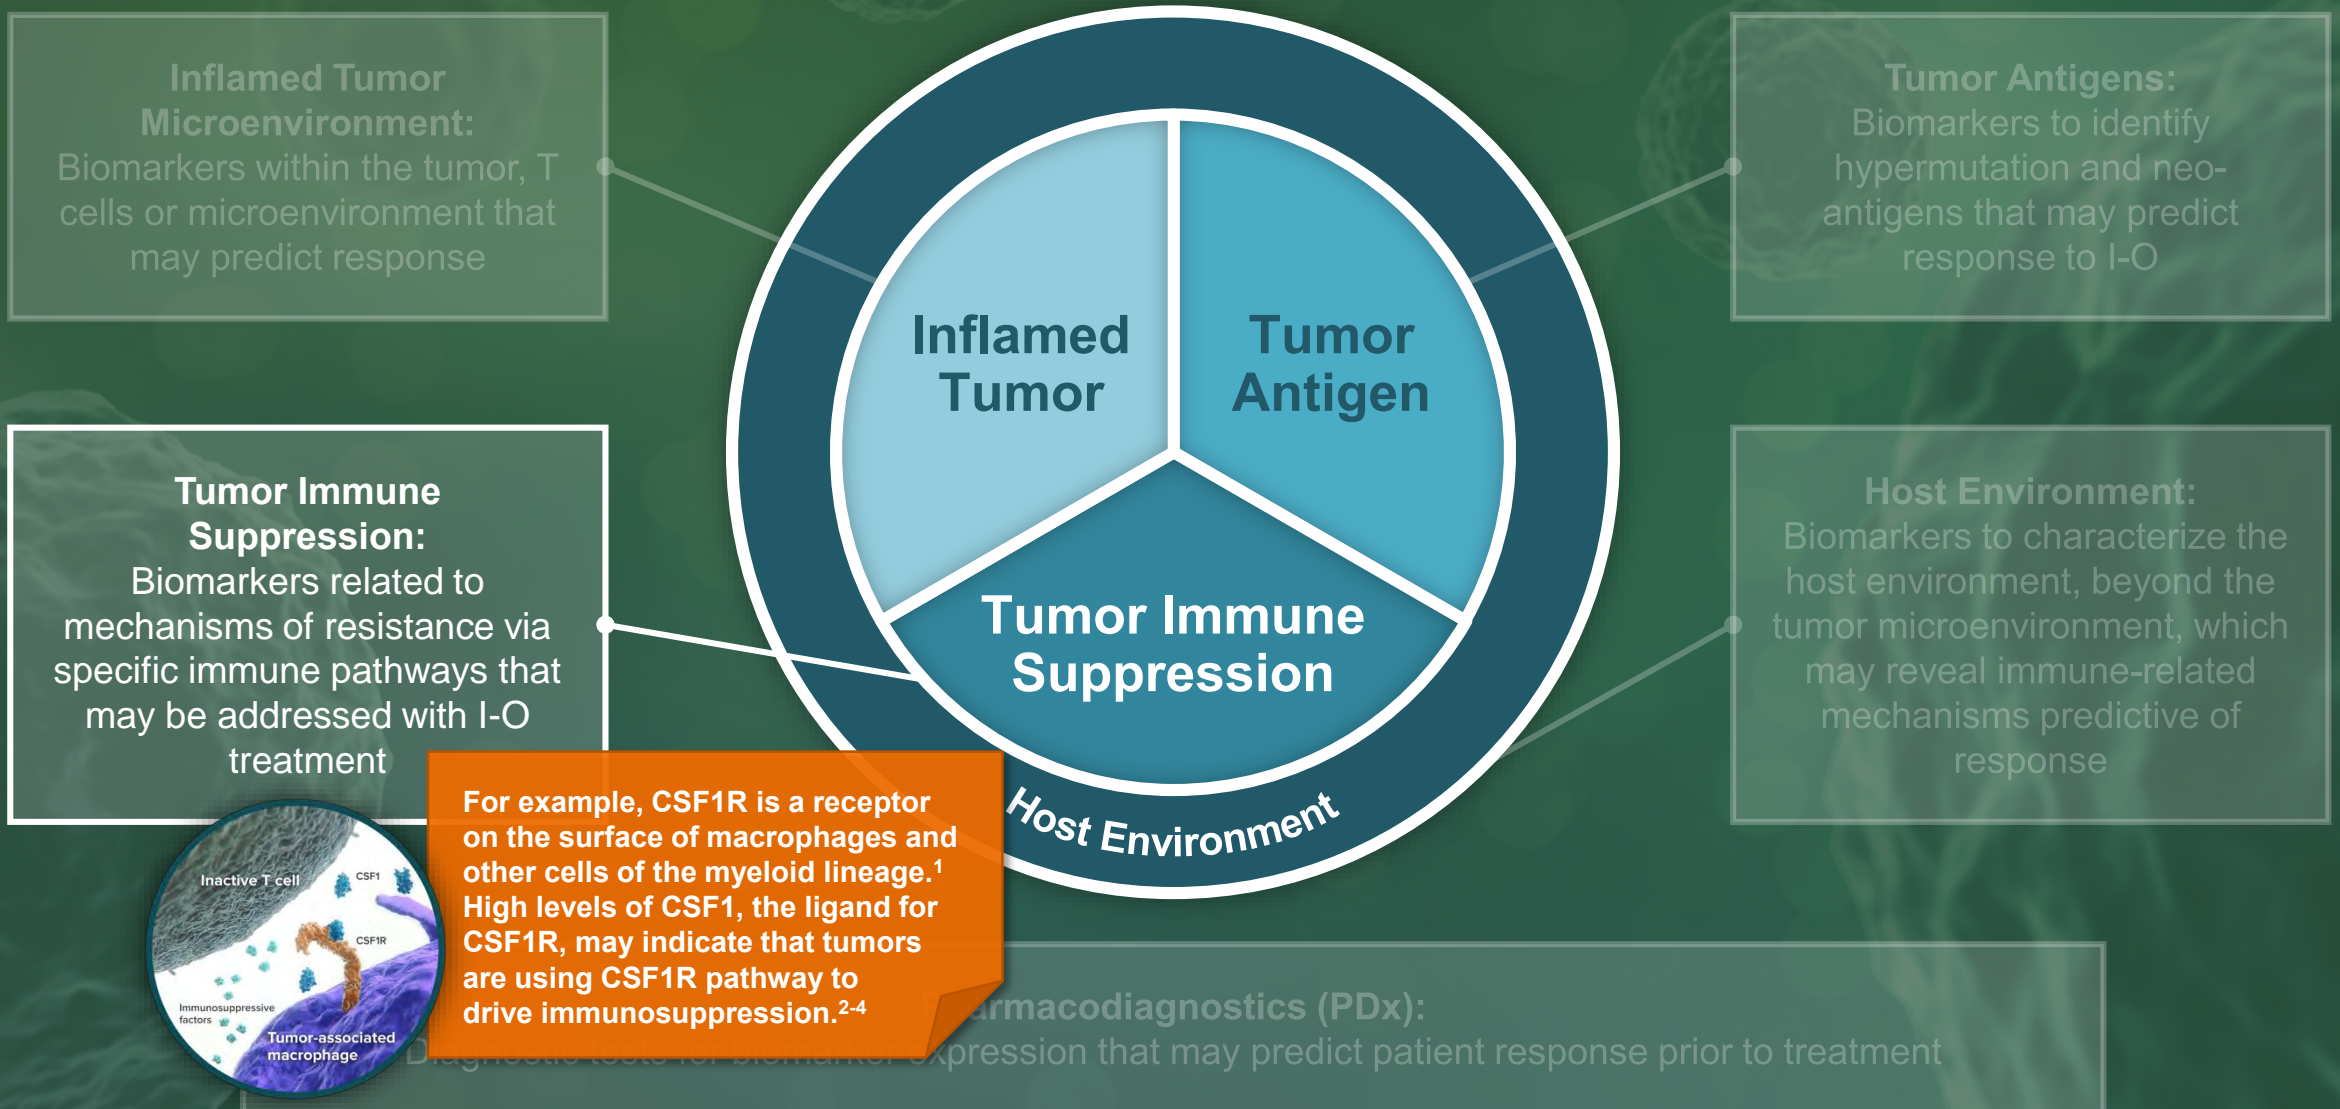 Inflamed Tumor
Microenvironment:
Biomarkers within the tumor, T
cells or microenvironment that
may predict response
Tumor Antigens:
Biomarkers to identify
hypermutation and neo-
antigens that may predict
response to I-O
Inflamed
Tumor
Tumor
Antigen
Tumor Immune
Suppression
Host Environment
Tumor Immune
Suppression:
Biomarkers related to
mechanisms of resistance via
specific immune pathways that
may be addressed with I-O
treatment
Host Environment:
Biomarkers to characterize the
host environment, beyond the
tumor microenvironment, which
may reveal immune-related
mechanisms predictive of
response
For example, CSF1R is a receptor
on the surface of macrophages and
other cells of the myeloid lineage.1
High levels of CSF1, the ligand for
CSF1R, may indicate that tumors
are using CSF1R pathway to
drive immunosuppression.2-4
Inactive T cell
CSF1
CSF1R
Immunosuppressive
factors
Tumor-associated
macrophage
armacodiagnostics (PDx):
Diagnostic tests for biomarker expression that may predict patient response prior to treatment